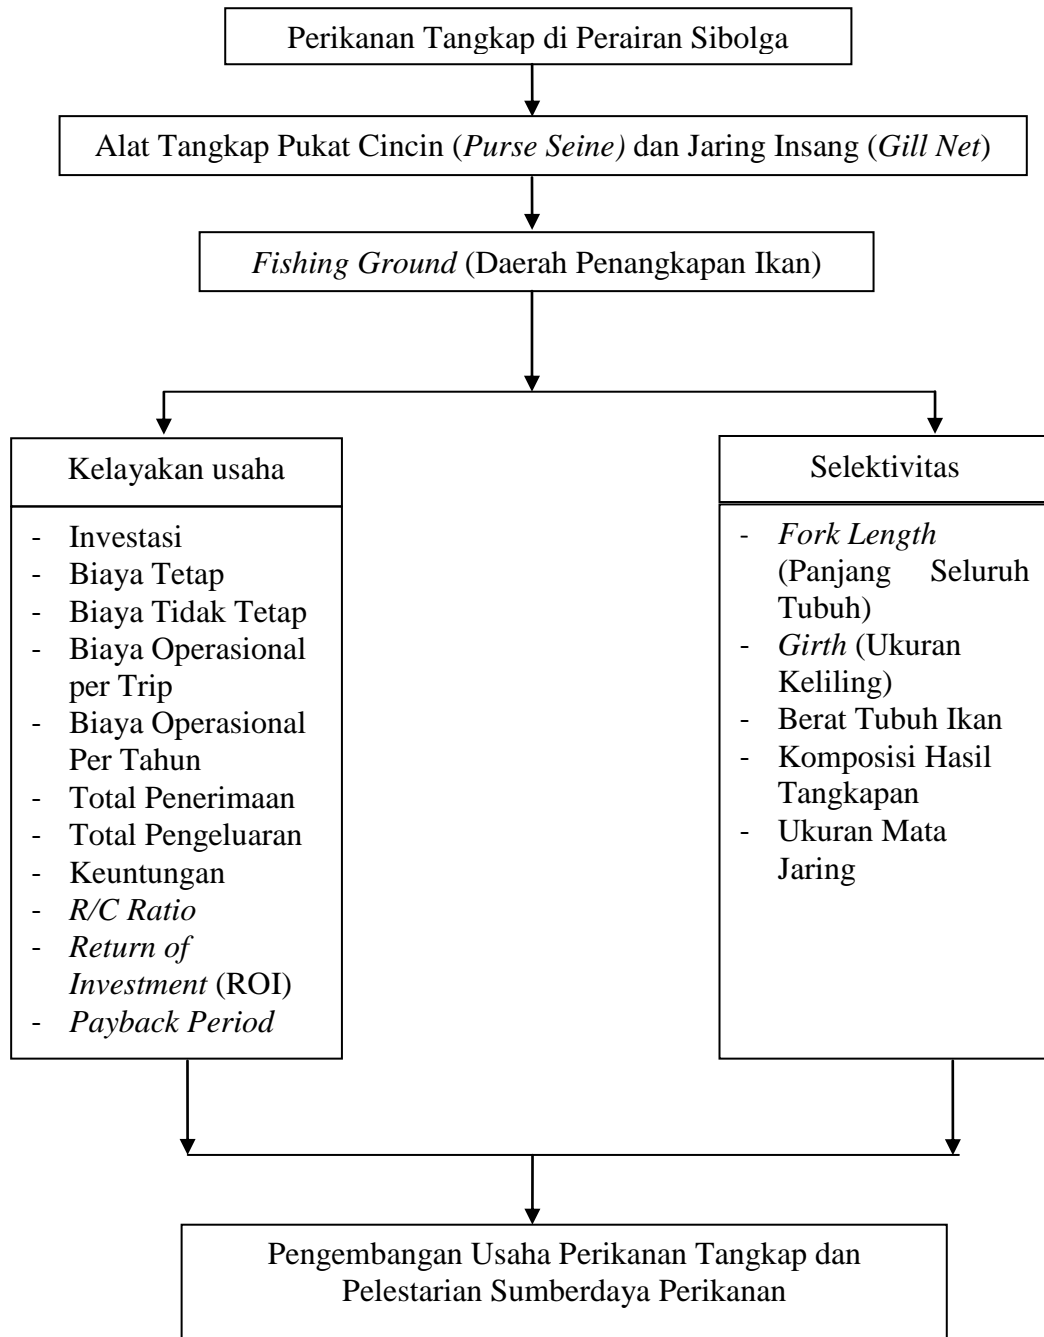 Perikanan Tangkap di Perairan Sibolga
Alat Tangkap Pukat Cincin (Purse Seine) dan Jaring Insang (Gill Net)
Fishing Ground (Daerah Penangkapan Ikan)
Kelayakan usaha
- Investasi
- Biaya Tetap
- Biaya Tidak Tetap
- Biaya Operasional
per Trip
- Biaya Operasional
Per Tahun
- Total Penerimaan
- Total Pengeluaran
- Keuntungan
- R/C Ratio
- Return of
Investment (ROI)
- Payback Period
Selektivitas
- Fork Length
(Panjang Seluruh
Tubuh)
- Girth (Ukuran
Keliling)
- Berat Tubuh Ikan
- Komposisi Hasil
Tangkapan
- Ukuran Mata
Jaring
Pengembangan Usaha Perikanan Tangkap dan
Pelestarian Sumberdaya Perikanan